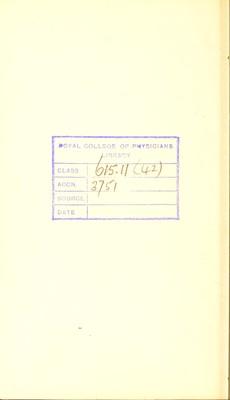 ROYAL COLLEGE OF PHYSICIANS
LIBRARY
CLASS 615.11 (42)
ACCN. 3751
SOURCE
DATE